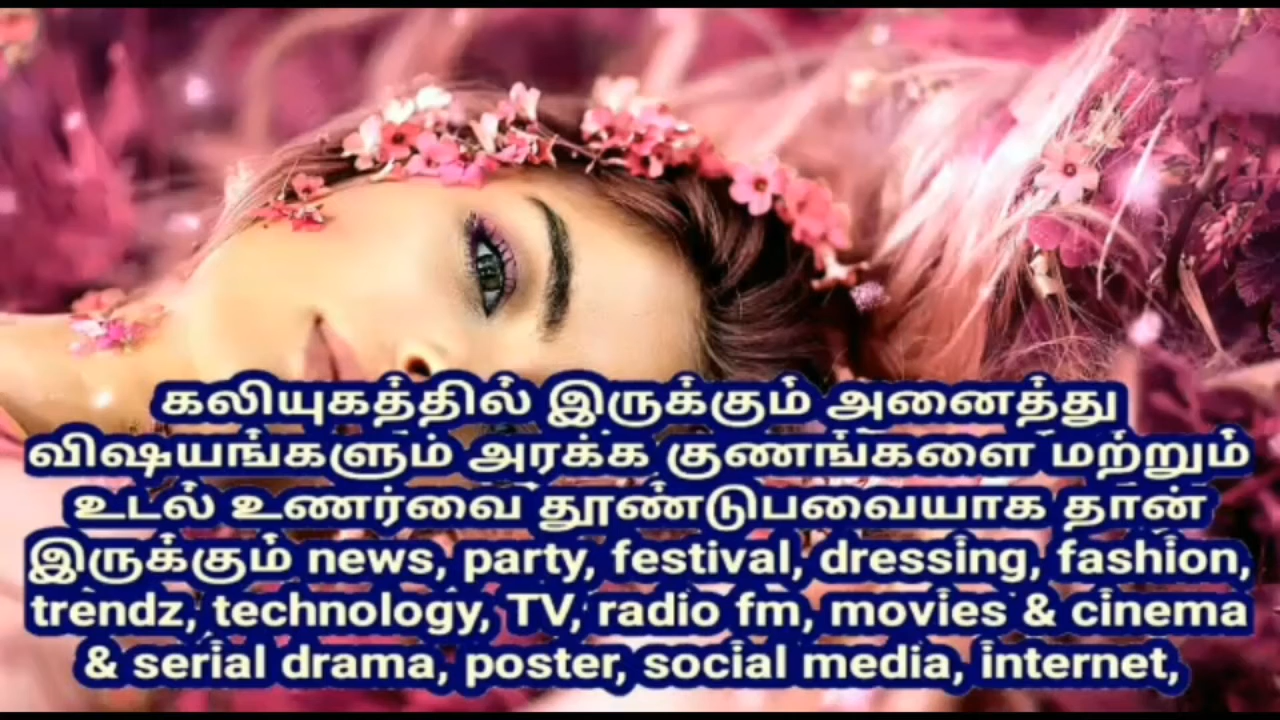 கலியுகத்தில் இருக்கும் அனைத்து
விஷயங்களும் அரக்க குணங்களை மற்றும்
உடல் உணர்வை தூண்டுபவையாக தான்
இருக்கும் news, party, festival, dressing, fashion,
trendz, technology, TV, radio fm, movies & cinema
& serial drama, poster, social media, internet,